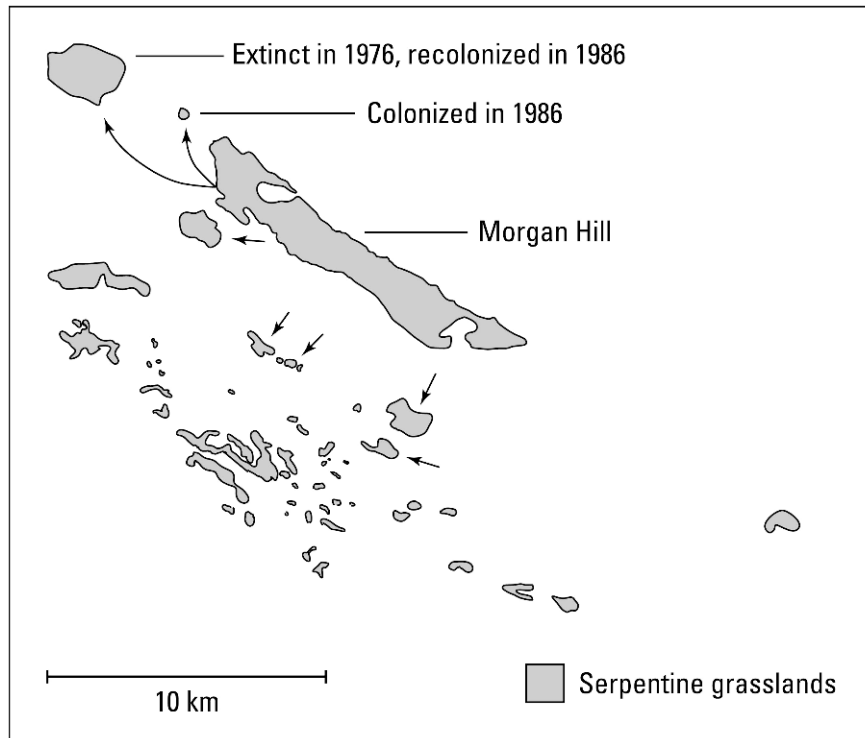 Extinct in 1976, recolonized in 1986
Colonized in 1986
Morgan Hill
10 km
Serpentine grasslands